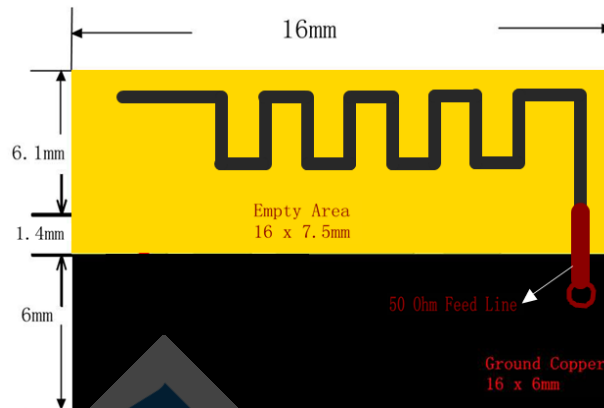 16mm
6.1mm
Empty Area
16 x 7.5mm
1.4mm
6mm
50 Ohm Feed Line
Ground Copper
16 x 6mm